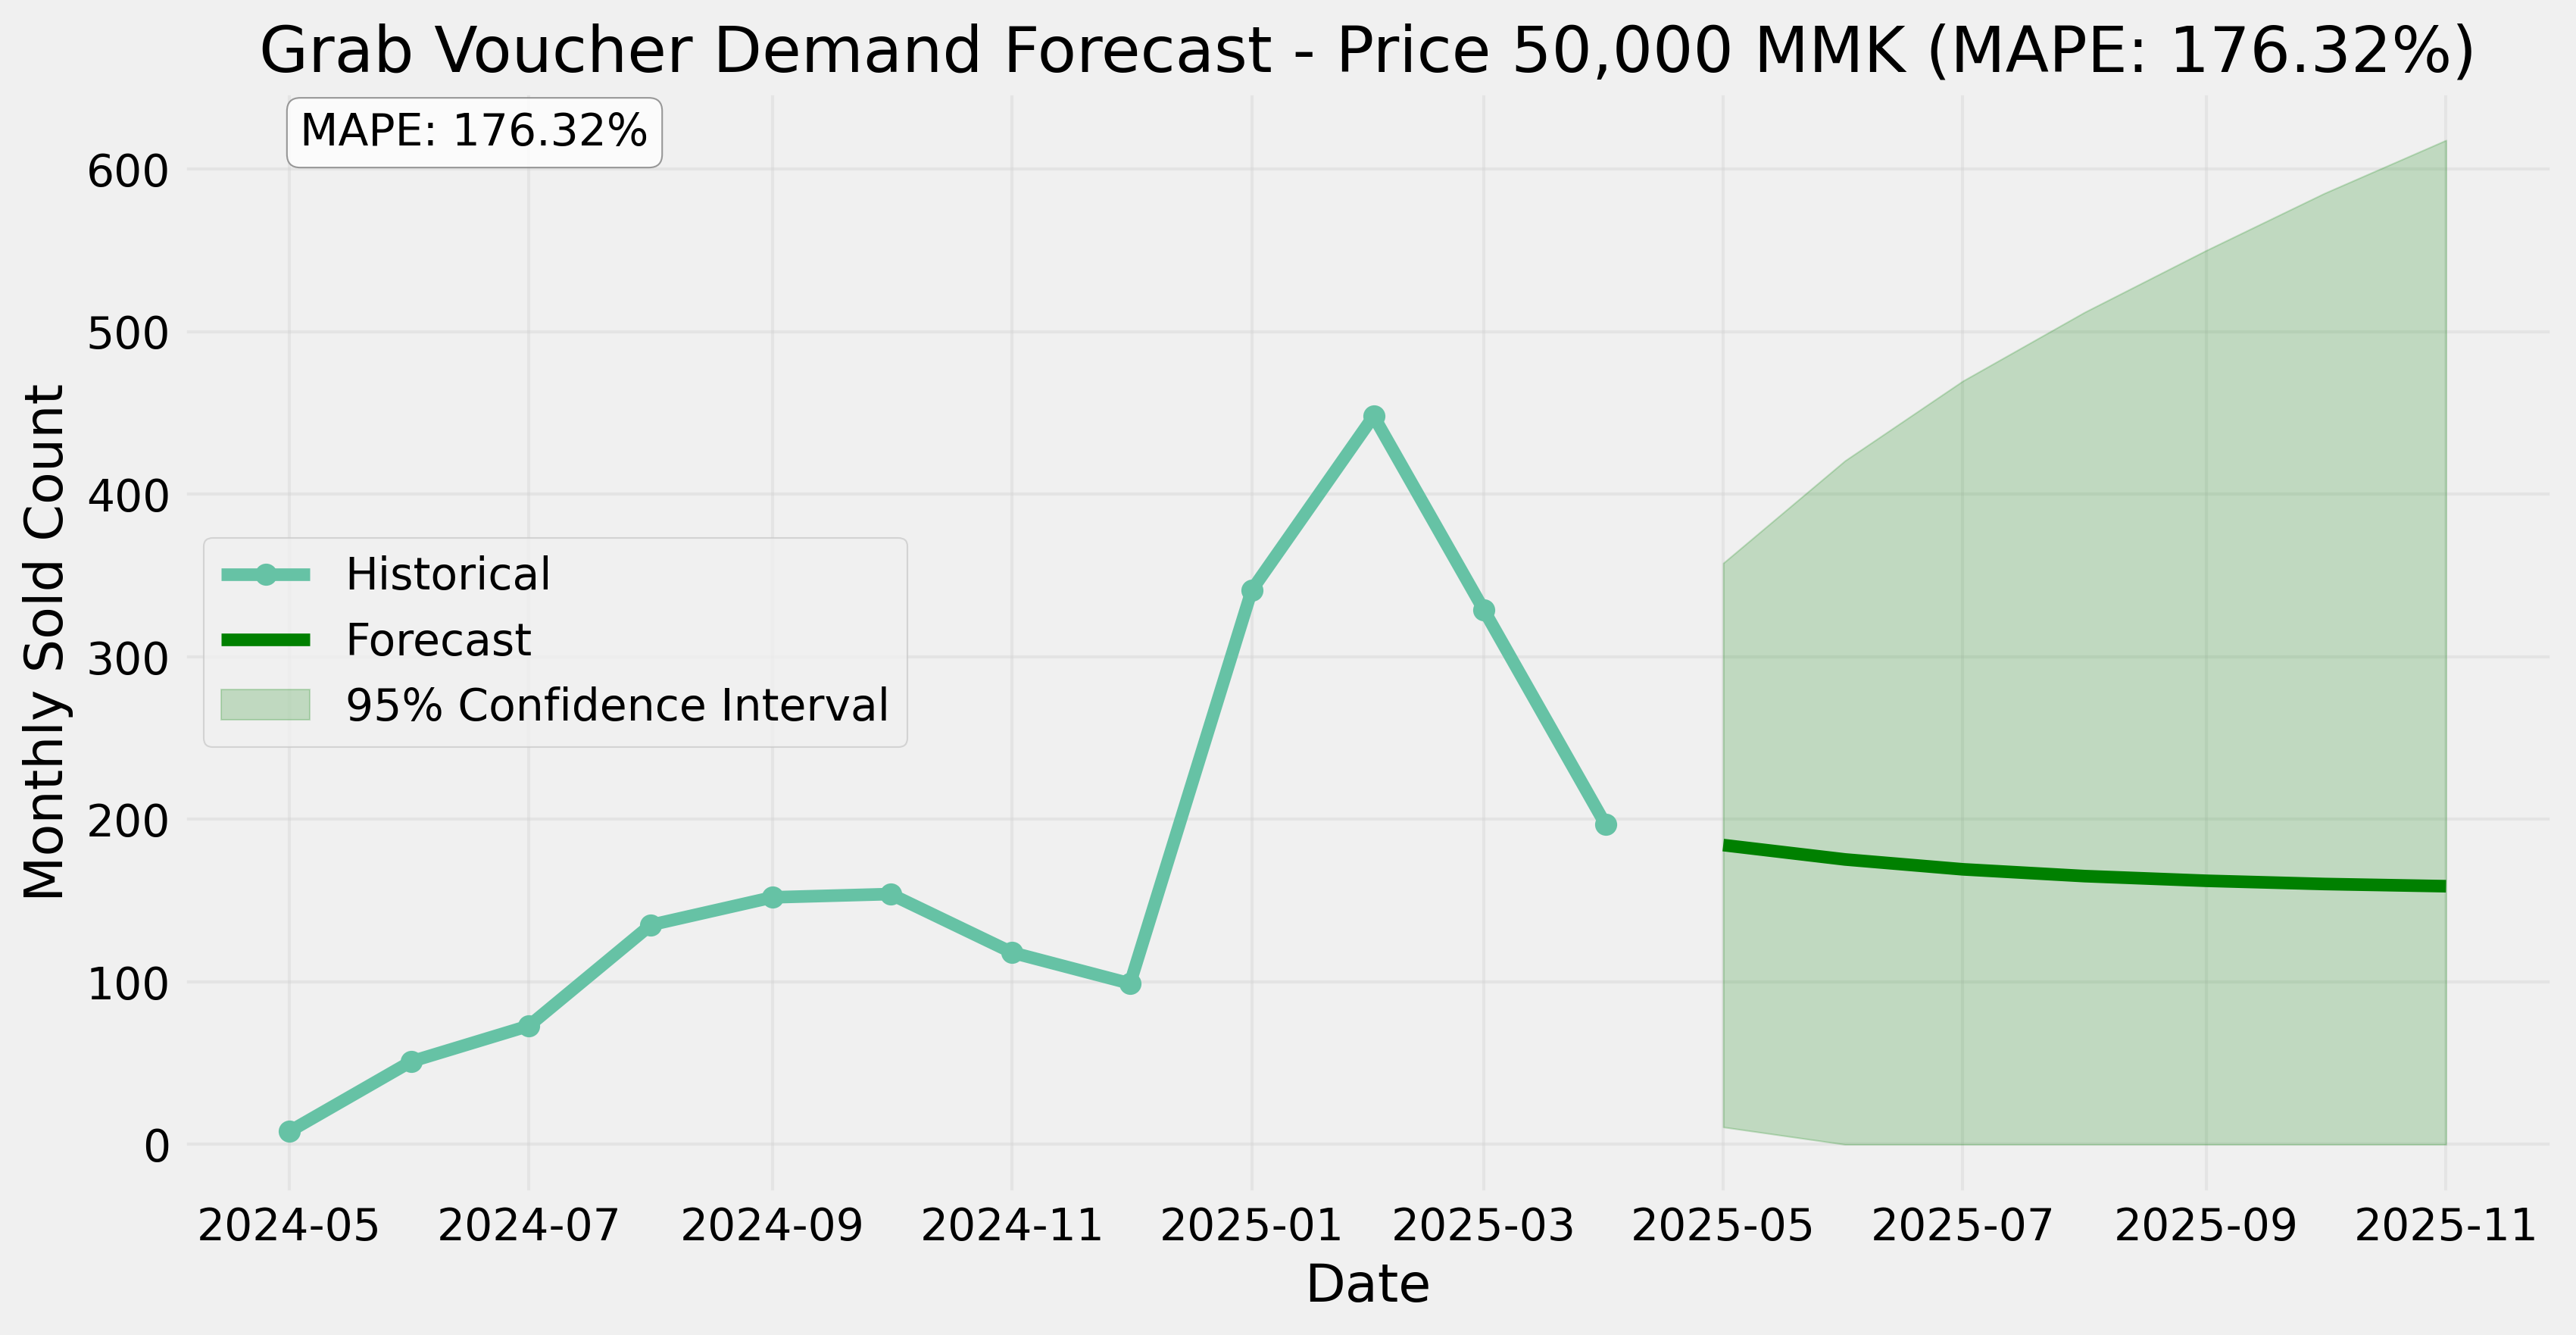 Grab Voucher Demand Forecast - Price 50,000 MMK (MAPE: 176.32%)
MAPE: 176.32%
600
500
400
300
200
100
0
Monthly Sold Count
Historical
Forecast
95% Confidence Interval
2024-05 2024-07 2024-09 2024-11 2025-01 2025-03 2025-05 2025-07 2025-09 2025-11
Date